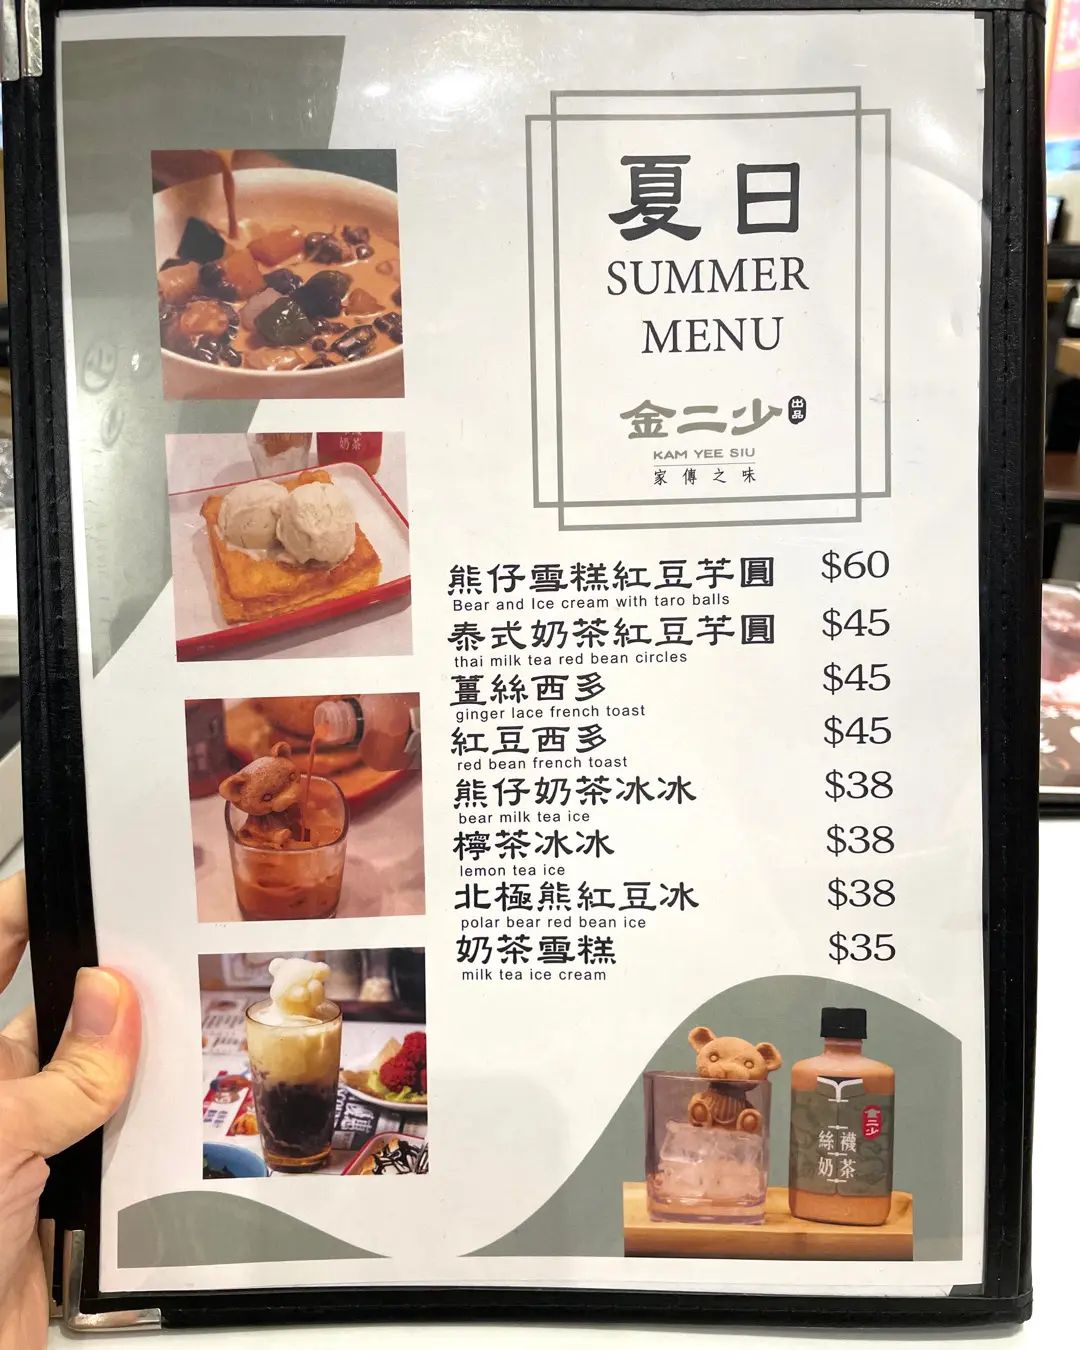 夏日
SUMMER
MENU
金二少 出品
KAM YEE SIU
家傳之味
熊仔雪糕紅豆芋圓 $60
Bear and Ice cream with taro balls
泰式奶茶紅豆芋圓 $45
thai milk tea red bean circles
薑絲西多 $45
ginger lace french toast
紅豆西多 $45
red bean french toast
熊仔奶茶冰冰 $38
bear milk tea ice
檸茶冰冰 $38
lemon tea ice
北極熊紅豆冰 $38
polar bear red bean ice
奶茶雪糕 $35
milk tea ice cream
奶茶
金二少
絲襪
奶茶